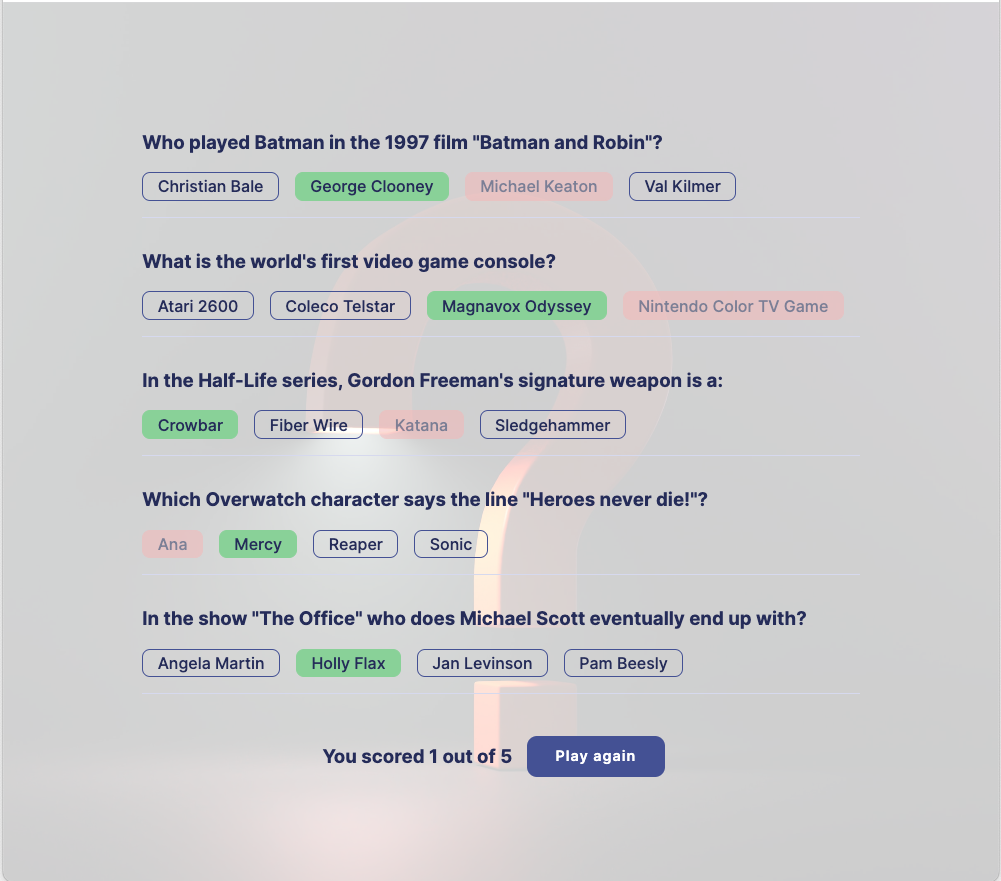 Who played Batman in the 1997 film "Batman and Robin"?
Christian Bale George Clooney Michael Keaton Val Kilmer
What is the world's first video game console?
Atari 2600 Coleco Telstar Magnavox Odyssey Nintendo Color TV Game
In the Half-Life series, Gordon Freeman's signature weapon is a:
Crowbar Fiber Wire Katana Sledgehammer
Which Overwatch character says the line "Heroes never die!"?
Ana Mercy Reaper Sonic
In the show "The Office" who does Michael Scott eventually end up with?
Angela Martin Holly Flax Jan Levinson Pam Beesly
You scored 1 out of 5 Play again